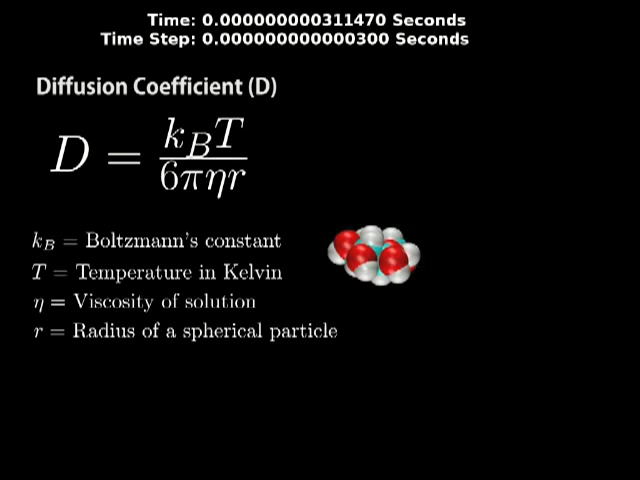 Time: 0.000000000311470 Seconds
Time Step: 0.000000000000300 Seconds
Diffusion Coefficient (D)
D = k_B T / 6πηr
k_B = Boltzmann's constant
T = Temperature in Kelvin
η = Viscosity of solution
r = Radius of a spherical particle